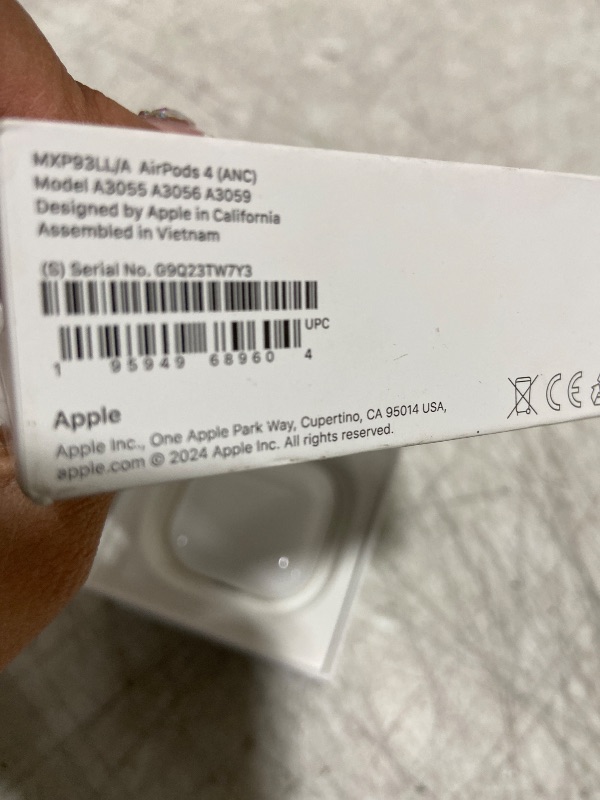 MXP93LL/A AirPods 4 (ANC)
Model A3055 A3056 A3059
Designed by Apple in California
Assembled in Vietnam
(S) Serial No. G9Q23TW7Y3
UPC
1 95949 68960 4
Apple
Apple Inc., One Apple Park Way, Cupertino, CA 95014 USA,
apple.com © 2024 Apple Inc. All rights reserved.
CE